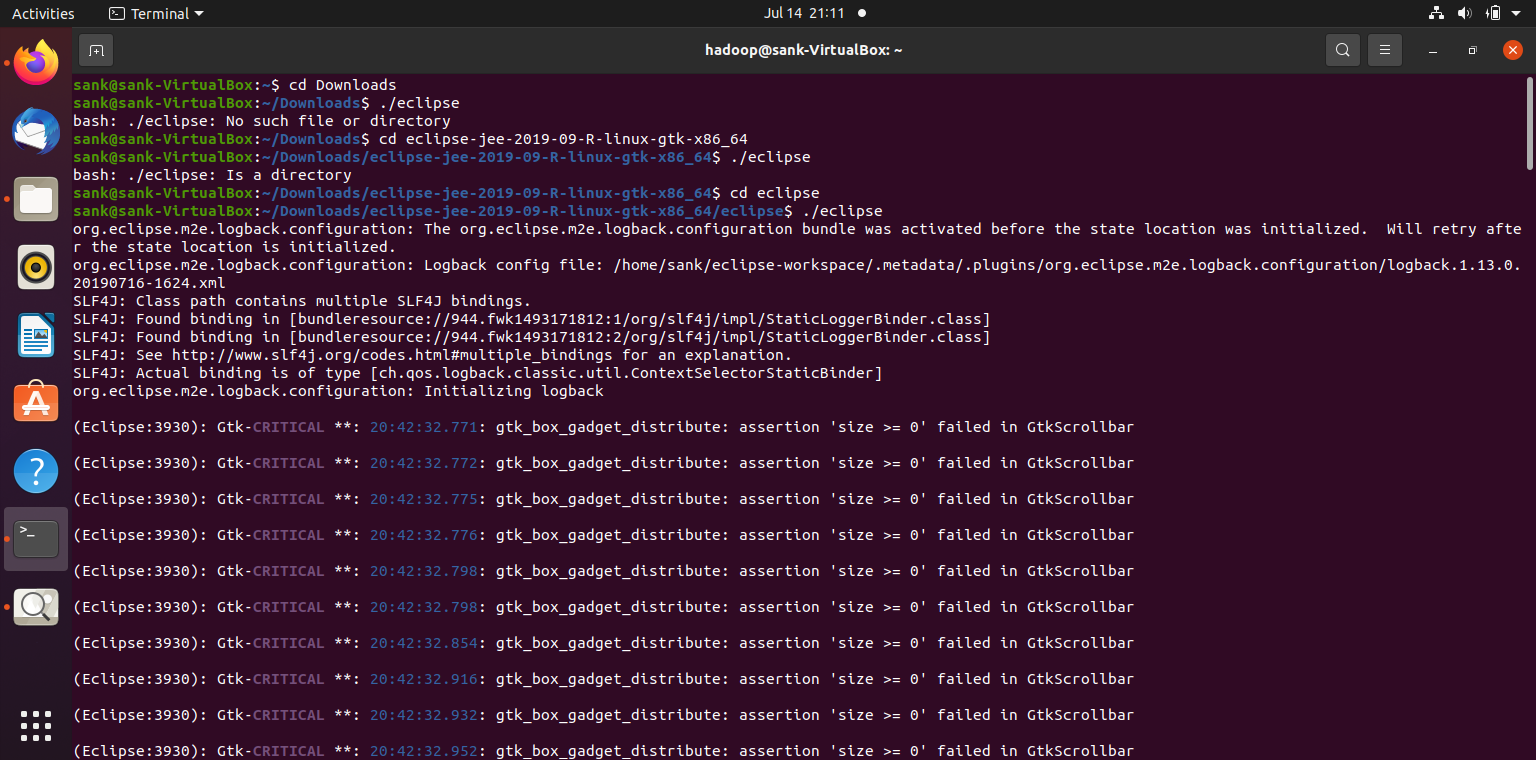 Activities Terminal Jul 14 21:11
hadoop@sank-VirtualBox: ~
sank@sank-VirtualBox:~$ cd Downloads
sank@sank-VirtualBox:~/Downloads$ ./eclipse
bash: ./eclipse: No such file or directory
sank@sank-VirtualBox:~/Downloads$ cd eclipse-jee-2019-09-R-linux-gtk-x86_64
sank@sank-VirtualBox:~/Downloads/eclipse-jee-2019-09-R-linux-gtk-x86_64$ ./eclipse
bash: ./eclipse: Is a directory
sank@sank-VirtualBox:~/Downloads/eclipse-jee-2019-09-R-linux-gtk-x86_64$ cd eclipse
sank@sank-VirtualBox:~/Downloads/eclipse-jee-2019-09-R-linux-gtk-x86_64/eclipse$ ./eclipse
org.eclipse.m2e.logback.configuration: The org.eclipse.m2e.logback.configuration bundle was activated before the state location was initialized.  Will retry afte
r the state location is initialized.
org.eclipse.m2e.logback.configuration: Logback config file: /home/sank/eclipse-workspace/.metadata/.plugins/org.eclipse.m2e.logback.configuration/logback.1.13.0.
20190716-1624.xml
SLF4J: Class path contains multiple SLF4J bindings.
SLF4J: Found binding in [bundleresource://944.fwk1493171812:1/org/slf4j/impl/StaticLoggerBinder.class]
SLF4J: Found binding in [bundleresource://944.fwk1493171812:2/org/slf4j/impl/StaticLoggerBinder.class]
SLF4J: See http://www.slf4j.org/codes.html#multiple_bindings for an explanation.
SLF4J: Actual binding is of type [ch.qos.logback.classic.util.ContextSelectorStaticBinder]
org.eclipse.m2e.logback.configuration: Initializing logback
(Eclipse:3930): Gtk-CRITICAL **: 20:42:32.771: gtk_box_gadget_distribute: assertion 'size >= 0' failed in GtkScrollbar
(Eclipse:3930): Gtk-CRITICAL **: 20:42:32.772: gtk_box_gadget_distribute: assertion 'size >= 0' failed in GtkScrollbar
(Eclipse:3930): Gtk-CRITICAL **: 20:42:32.775: gtk_box_gadget_distribute: assertion 'size >= 0' failed in GtkScrollbar
(Eclipse:3930): Gtk-CRITICAL **: 20:42:32.776: gtk_box_gadget_distribute: assertion 'size >= 0' failed in GtkScrollbar
(Eclipse:3930): Gtk-CRITICAL **: 20:42:32.798: gtk_box_gadget_distribute: assertion 'size >= 0' failed in GtkScrollbar
(Eclipse:3930): Gtk-CRITICAL **: 20:42:32.798: gtk_box_gadget_distribute: assertion 'size >= 0' failed in GtkScrollbar
(Eclipse:3930): Gtk-CRITICAL **: 20:42:32.854: gtk_box_gadget_distribute: assertion 'size >= 0' failed in GtkScrollbar
(Eclipse:3930): Gtk-CRITICAL **: 20:42:32.916: gtk_box_gadget_distribute: assertion 'size >= 0' failed in GtkScrollbar
(Eclipse:3930): Gtk-CRITICAL **: 20:42:32.932: gtk_box_gadget_distribute: assertion 'size >= 0' failed in GtkScrollbar
(Eclipse:3930): Gtk-CRITICAL **: 20:42:32.952: gtk_box_gadget_distribute: assertion 'size >= 0' failed in GtkScrollbar